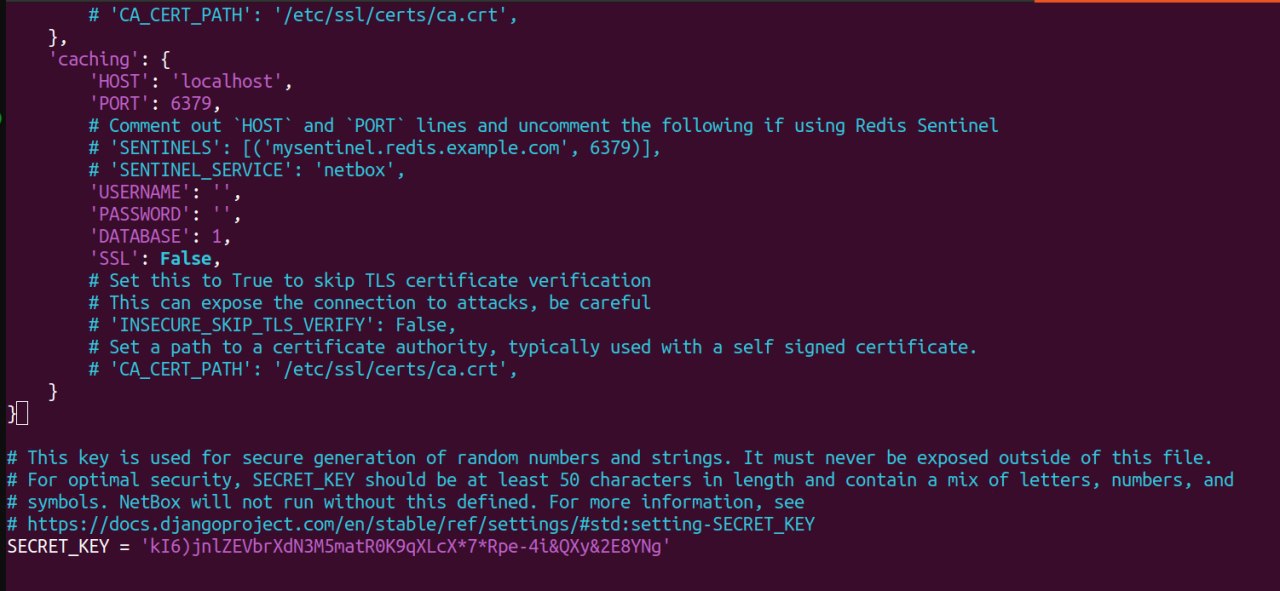 # 'CA_CERT_PATH': '/etc/ssl/certs/ca.crt',
    },
    'caching': {
        'HOST': 'localhost',
        'PORT': 6379,
        # Comment out `HOST` and `PORT` lines and uncomment the following if using Redis Sentinel
        # 'SENTINELS': [('mysentinel.redis.example.com', 6379)],
        # 'SENTINEL_SERVICE': 'netbox',
        'USERNAME': '',
        'PASSWORD': '',
        'DATABASE': 1,
        'SSL': False,
        # Set this to True to skip TLS certificate verification
        # This can expose the connection to attacks, be careful
        # 'INSECURE_SKIP_TLS_VERIFY': False,
        # Set a path to a certificate authority, typically used with a self signed certificate.
        # 'CA_CERT_PATH': '/etc/ssl/certs/ca.crt',
    }
}
# This key is used for secure generation of random numbers and strings. It must never be exposed outside of this file.
# For optimal security, SECRET_KEY should be at least 50 characters in length and contain a mix of letters, numbers, and
# symbols. NetBox will not run without this defined. For more information, see
# https://docs.djangoproject.com/en/stable/ref/settings/#std:setting-SECRET_KEY
SECRET_KEY = 'kI6)jnlZEVbrXdN3M5matR0K9qXLcX*7*Rpe-4i&QXy&2E8YNg'